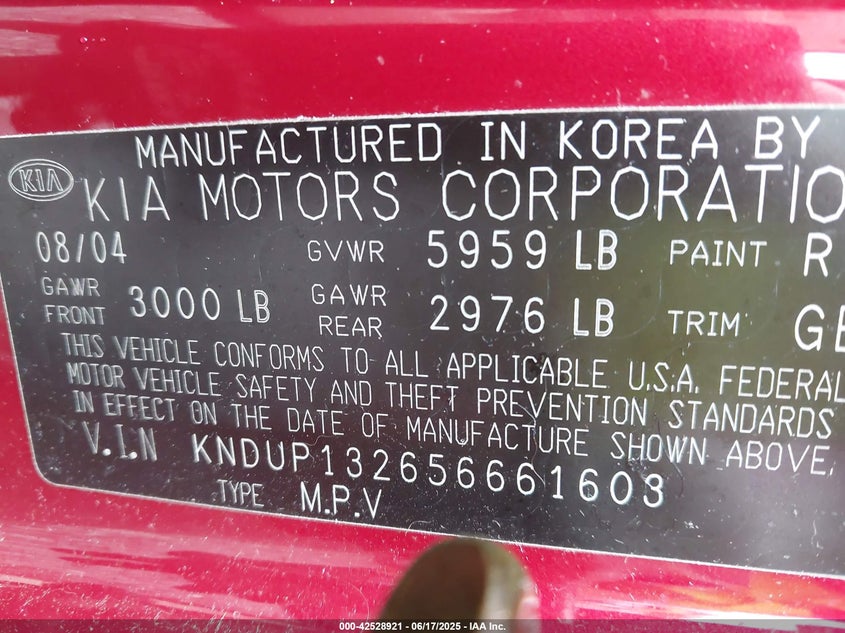 MANUFACTURED IN KOREA BY
KIA KIA MOTORS CORPORATIO
08/04 GVWR 5959 LB PAINT R
GAWR FRONT 3000 LB GAWR REAR 2976 LB TRIM GE
THIS VEHICLE CONFORMS TO ALL APPLICABLE U.S.A. FEDERAL
MOTOR VEHICLE SAFETY AND THEFT PREVENTION STANDARDS
IN EFFECT ON THE DATE OF MANUFACTURE SHOWN ABOVE.
V.I.N KNDUP132656661603
TYPE M.P.V
000-42528921 - 06/17/2025 - IAA Inc.